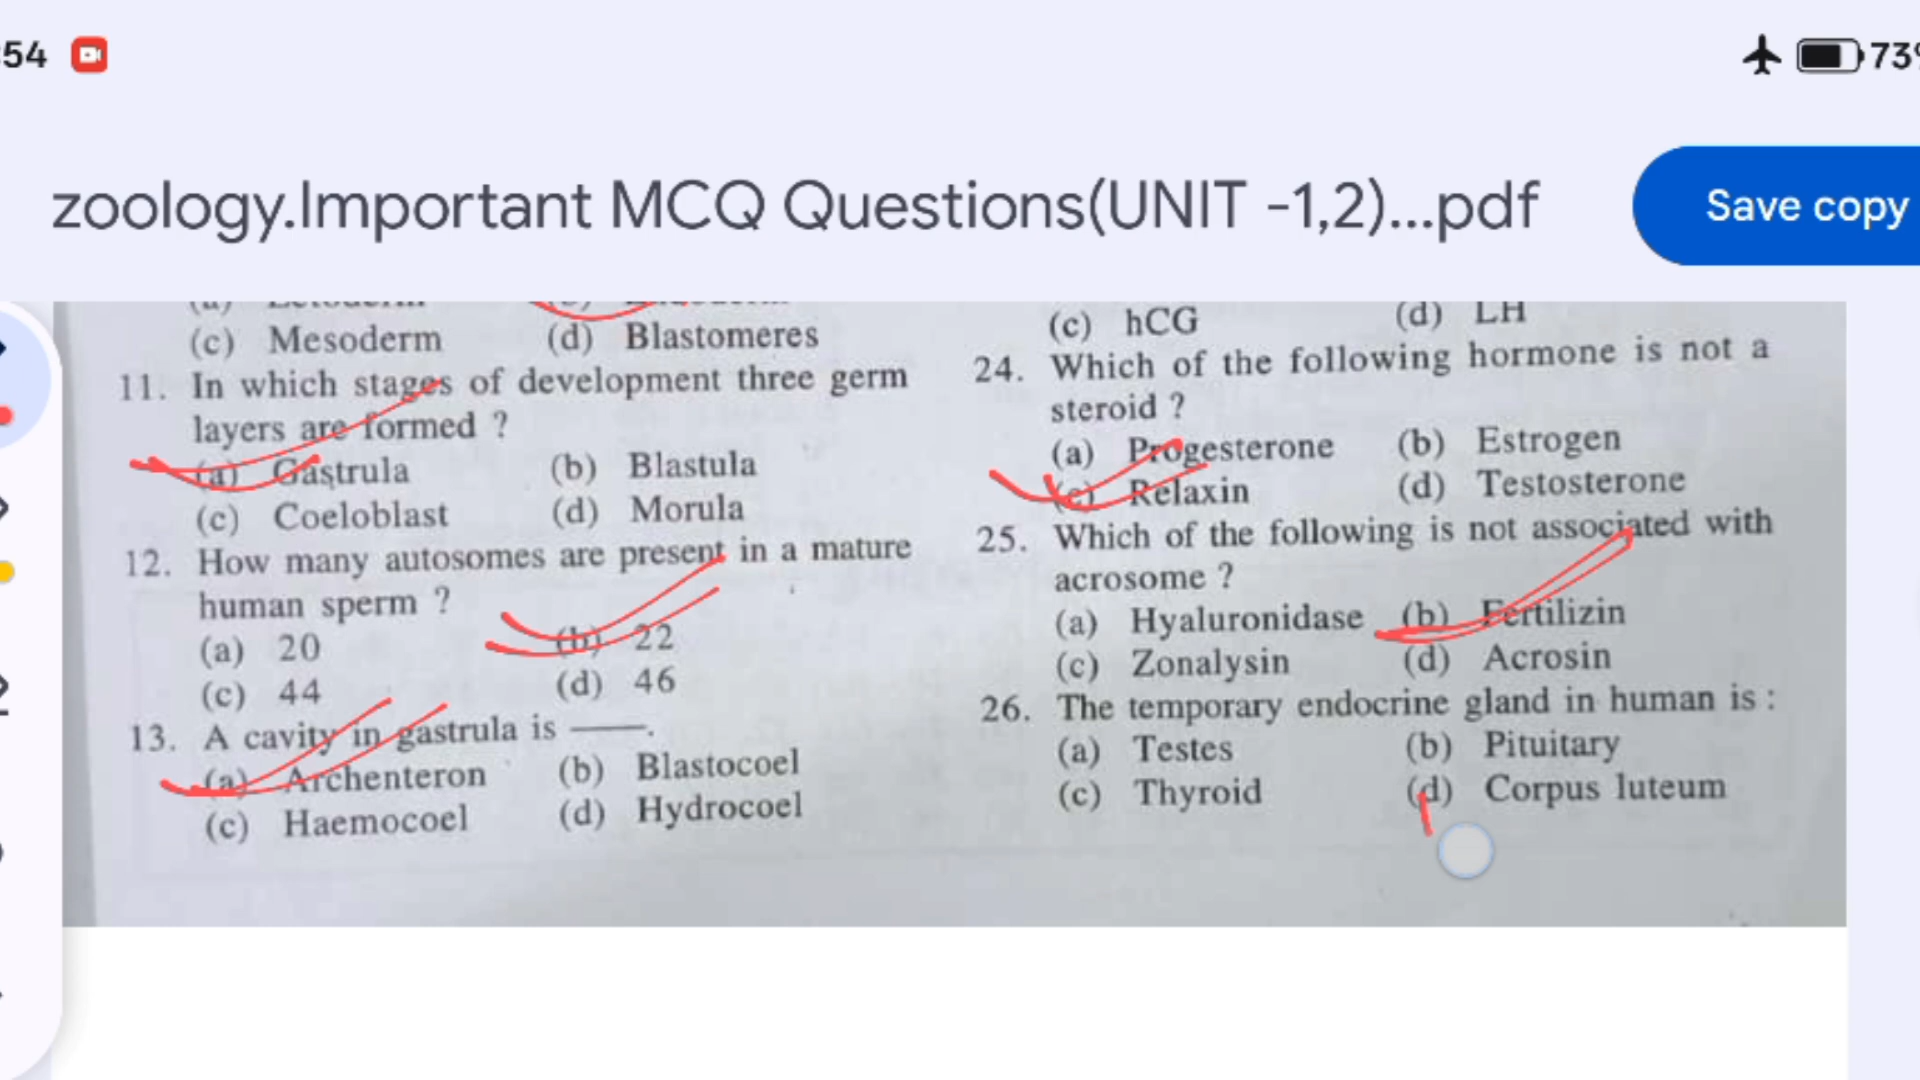 54
73
zoology.Important MCQ Questions(UNIT -1,2)...pdf
Save copy
(c) Mesoderm (d) Blastomeres
11. In which stages of development three germ
layers are formed ?
(a) Gastrula (b) Blastula
(c) Coeloblast (d) Morula
12. How many autosomes are present in a mature
human sperm ?
(a) 20 (b) 22
(c) 44 (d) 46
13. A cavity in gastrula is ——.
(a) Archenteron (b) Blastocoel
(c) Haemocoel (d) Hydrocoel
(c) hCG (d) LH
24. Which of the following hormone is not a
steroid ?
(a) Progesterone (b) Estrogen
(c) Relaxin (d) Testosterone
25. Which of the following is not associated with
acrosome ?
(a) Hyaluronidase (b) Fertilizin
(c) Zonalysin (d) Acrosin
26. The temporary endocrine gland in human is :
(a) Testes (b) Pituitary
(c) Thyroid (d) Corpus luteum